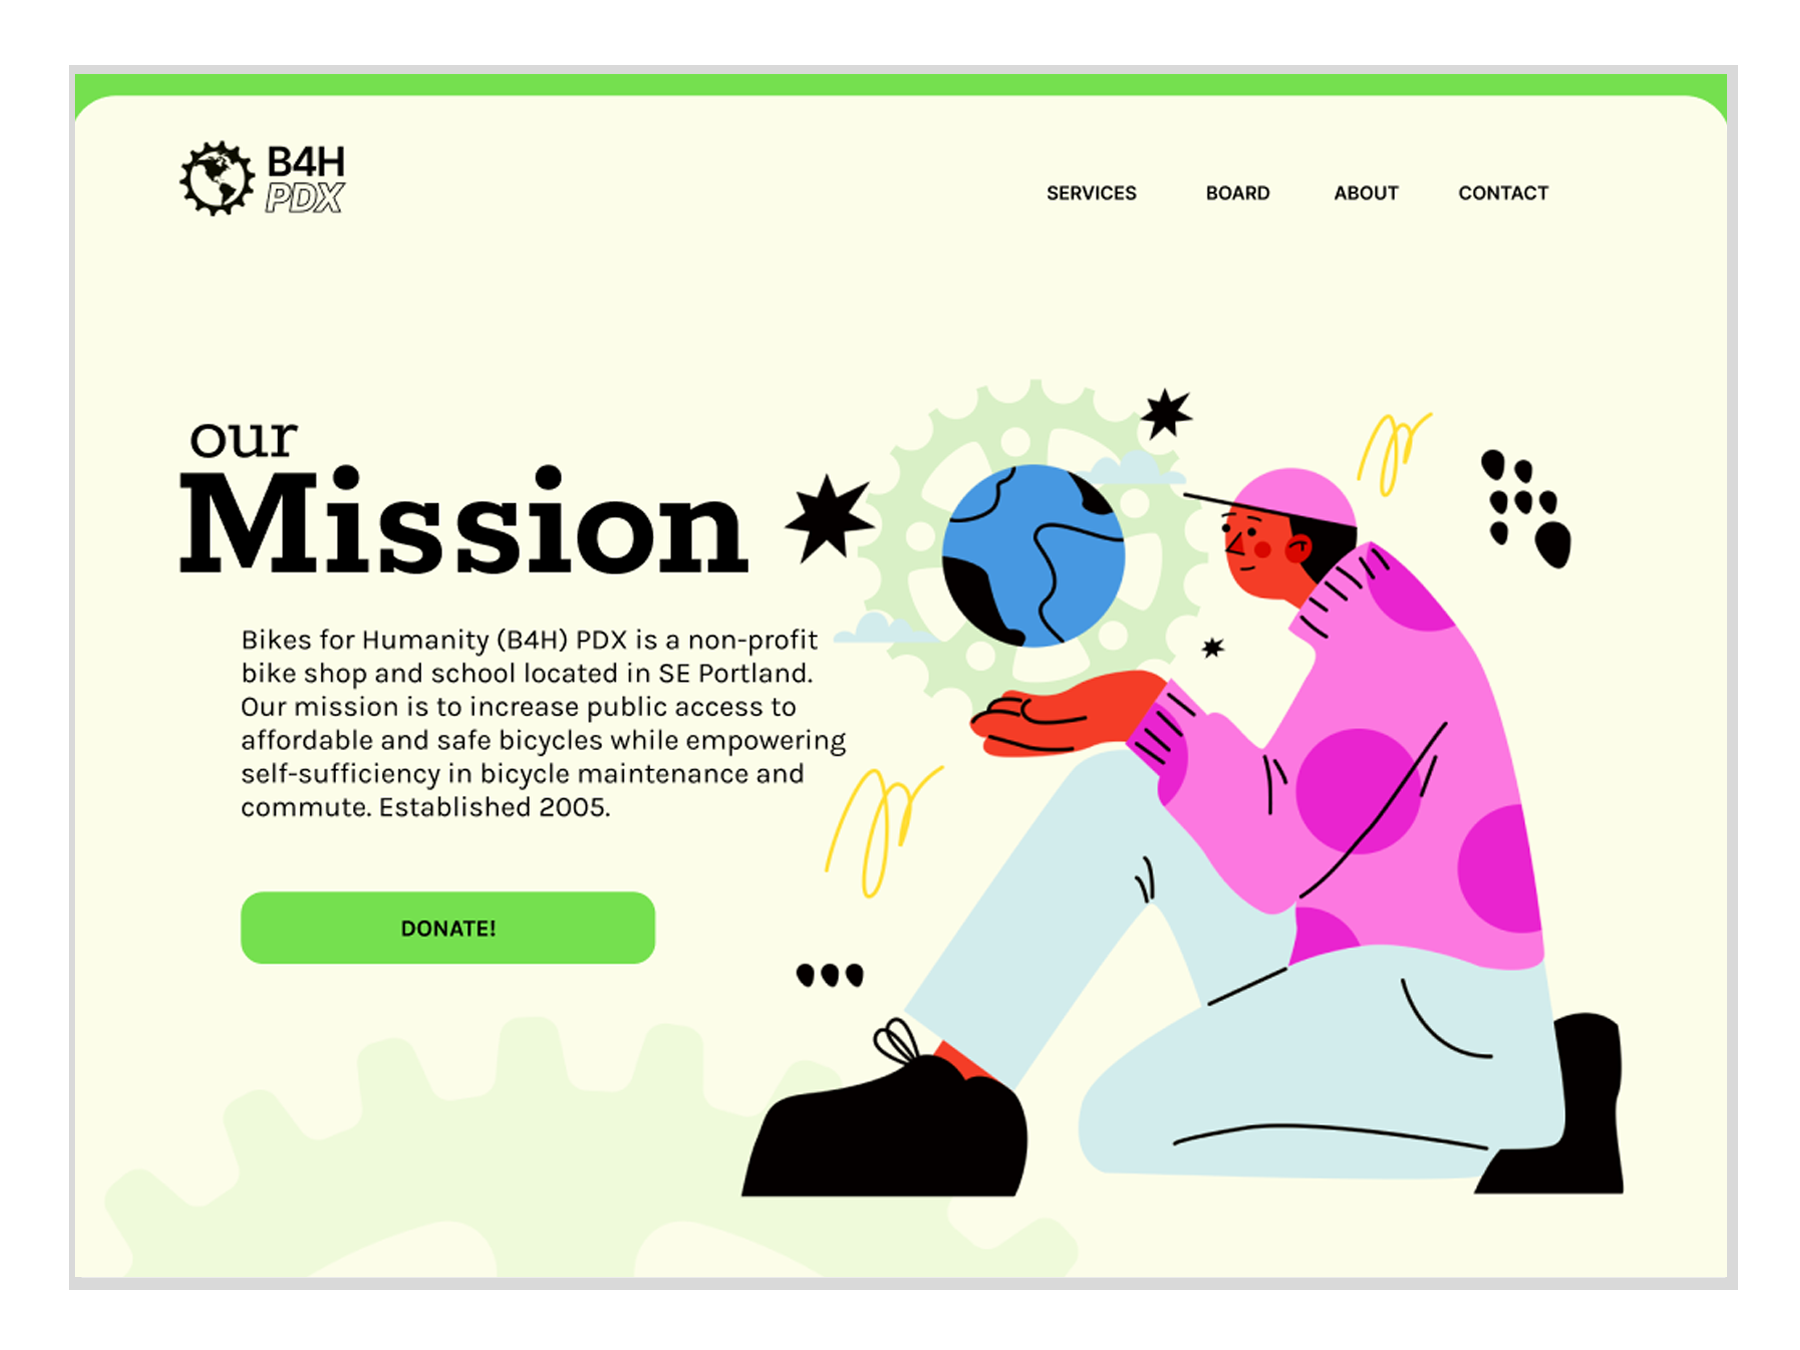 B4H
PDX
SERVICES BOARD ABOUT CONTACT
our
Mission
Bikes for Humanity (B4H) PDX is a non-profit
bike shop and school located in SE Portland.
Our mission is to increase public access to
affordable and safe bicycles while empowering
self-sufficiency in bicycle maintenance and
commute. Established 2005.
DONATE!